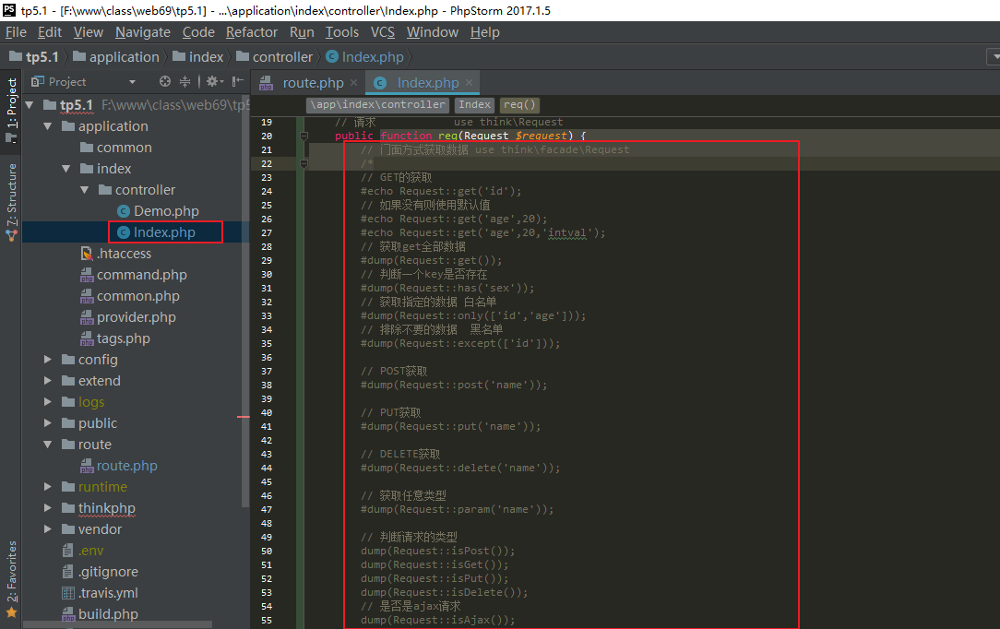 tp5.1 - [F:\www\class\web69\tp5.1] - ...\application\index\controller\Index.php - PhpStorm 2017.1.5
File Edit View Navigate Code Refactor Run Tools VCS Window Help
tp5.1 application index controller Index.php
Project
route.php Index.php
1: Project
7: Structure
2: Favorites
tp5.1 F:\www\class\web69\tp5
application
common
index
controller
Demo.php
Index.php
.htaccess
command.php
common.php
provider.php
tags.php
config
extend
logs
public
route
route.php
runtime
thinkphp
vendor
.env
.gitignore
.travis.yml
build.php
\app\index\controller Index req()
19 // 请求 use think\Request
20 public function req(Request $request) {
21 // 门面方式获取数据 use think\facade\Request
22 /*
23 // GET的获取
24 #echo Request::get('id');
25 // 如果没有则使用默认值
26 #echo Request::get('age',20);
27 #echo Request::get('age',20,'intval');
28 // 获取get全部数据
29 #dump(Request::get());
30 // 判断一个key是否存在
31 #dump(Request::has('sex'));
32 // 获取指定的数据 白名单
33 #dump(Request::only(['id','age']));
34 // 排除不要的数据 黑名单
35 #dump(Request::except(['id']));
36
37 // POST获取
38 #dump(Request::post('name'));
39
40 // PUT获取
41 #dump(Request::put('name'));
42
43 // DELETE获取
44 #dump(Request::delete('name'));
45
46 // 获取任意类型
47 #dump(Request::param('name'));
48
49 // 判断请求的类型
50 dump(Request::isPost());
51 dump(Request::isGet());
52 dump(Request::isPut());
53 dump(Request::isDelete());
54 // 是否是ajax请求
55 dump(Request::isAjax());